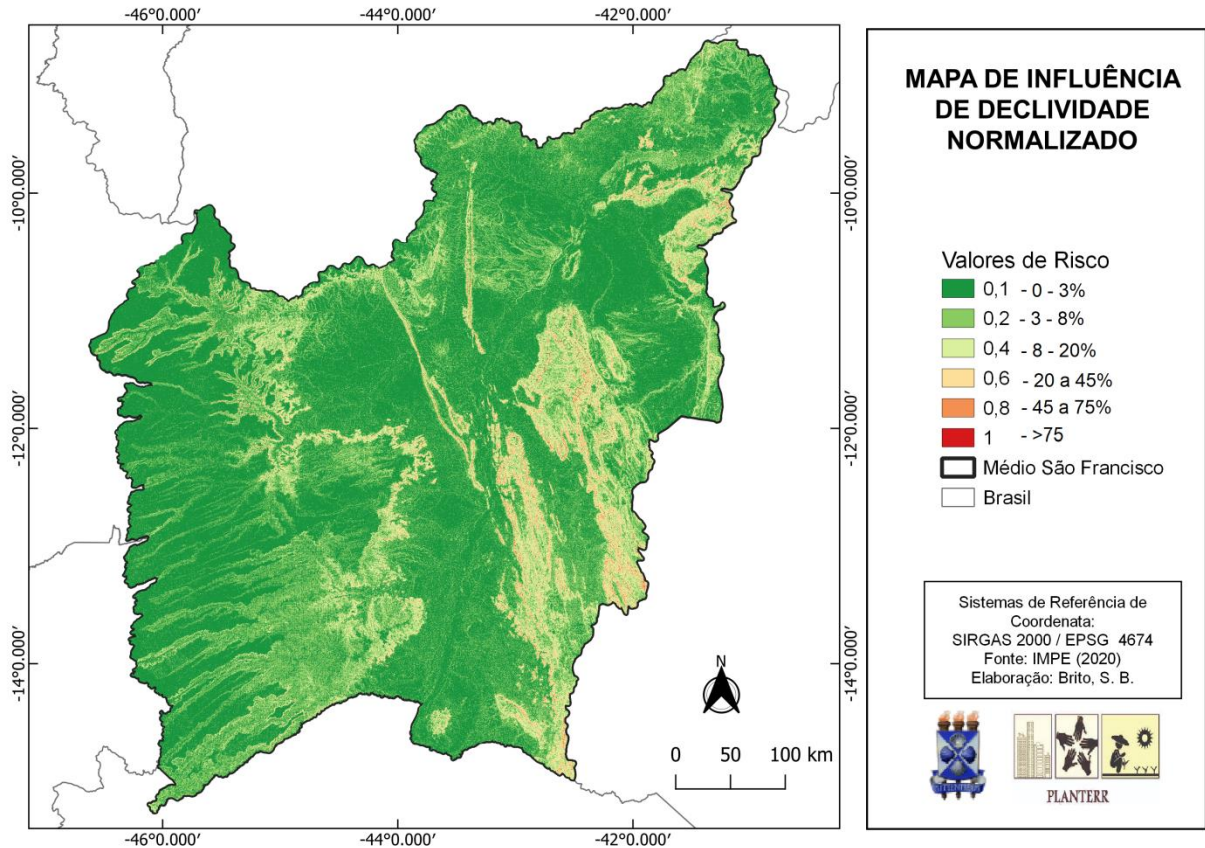 -46°0.000′
-44°0.000′
-42°0.000′
-10°0.000′
-12°0.000′
-14°0.000′
-10°0.000′
-12°0.000′
-14°0.000′
-46°0.000′
-44°0.000′
-42°0.000′
N
0 50 100 km
MAPA DE INFLUÊNCIA
DE DECLIVIDADE
NORMALIZADO
Valores de Risco
0,1 - 0 - 3%
0,2 - 3 - 8%
0,4 - 8 - 20%
0,6 - 20 a 45%
0,8 - 45 a 75%
1 - >75
Médio São Francisco
Brasil
Sistemas de Referência de
Coordenata:
SIRGAS 2000 / EPSG 4674
Fonte: IMPE (2020)
Elaboração: Brito, S. B.
PLANTERR